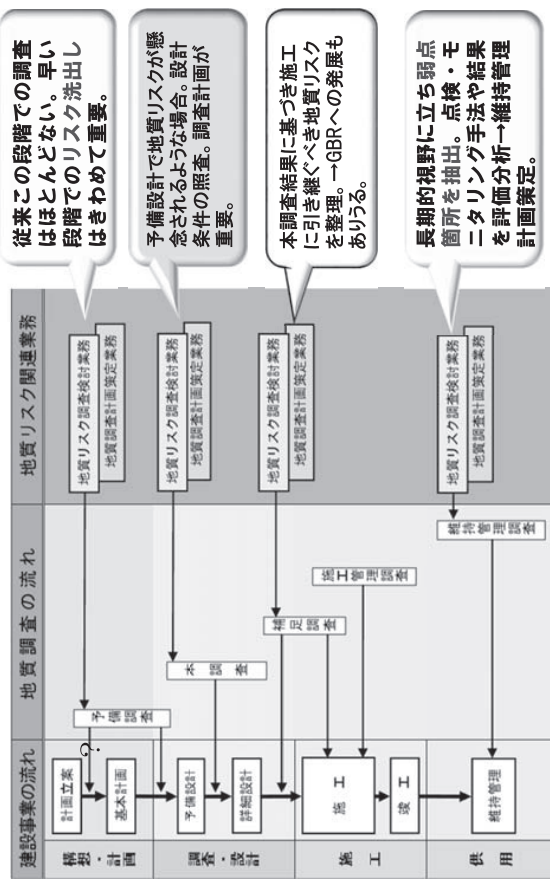 建設事業の流れ
地質調査の流れ
地質リスク関連業務
構想・計画
計画立案
?
基本計画
予備調査
地質リスク調査検討業務
地質調査計画策定業務
従来この段階での調査
はほとんどない。早い
段階でのリスク洗出し
はきわめて重要。
調査・設計
予備設計
詳細設計
本調査
地質リスク調査検討業務
地質調査計画策定業務
予備設計で地質リスクが懸
念されるような場合。設計
条件の照査。調査計画が
重要。
施工
施工
竣工
補足調査
施工管理調査
地質リスク調査検討業務
地質調査計画策定業務
本調査結果に基づき施工
に引き継ぐべき地質リスク
を整理。→GBRへの発展も
ありうる。
供用
維持管理
維持管理調査
地質リスク調査検討業務
地質調査計画策定業務
長期的視野に立ち弱点
箇所を抽出。点検・モ
ニタリング手法や結果
を評価分析→維持管理
計画策定。